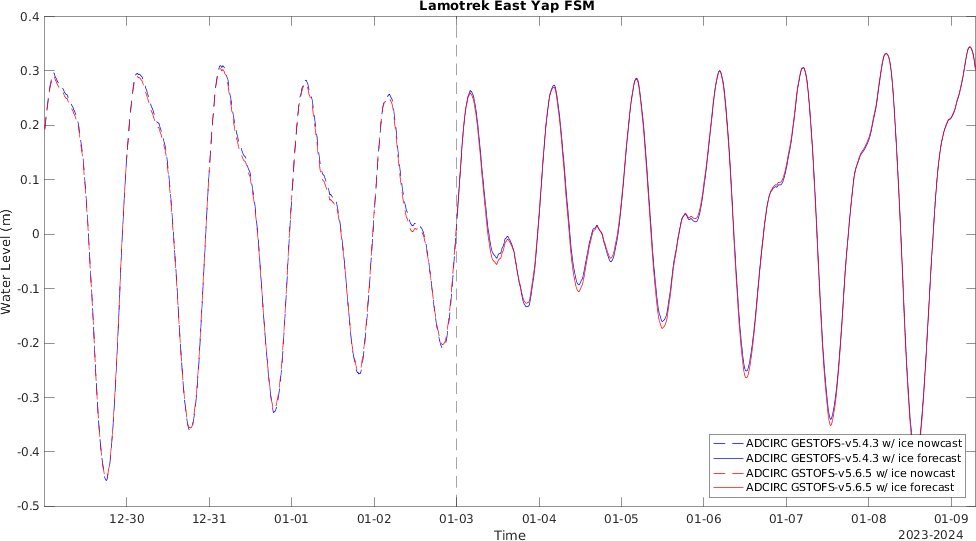 Lamotrek East Yap FSM
0.4
0.3
0.2
0.1
0
-0.1
-0.2
-0.3
-0.4
-0.5
Water Level (m)
ADCIRC GESTOFS-v5.4.3 w/ ice nowcast
ADCIRC GESTOFS-v5.4.3 w/ ice forecast
ADCIRC GSTOFS-v5.6.5 w/ ice nowcast
ADCIRC GSTOFS-v5.6.5 w/ ice forecast
12-30 12-31 01-01 01-02 01-03 01-04 01-05 01-06 01-07 01-08 01-09
Time
2023-2024